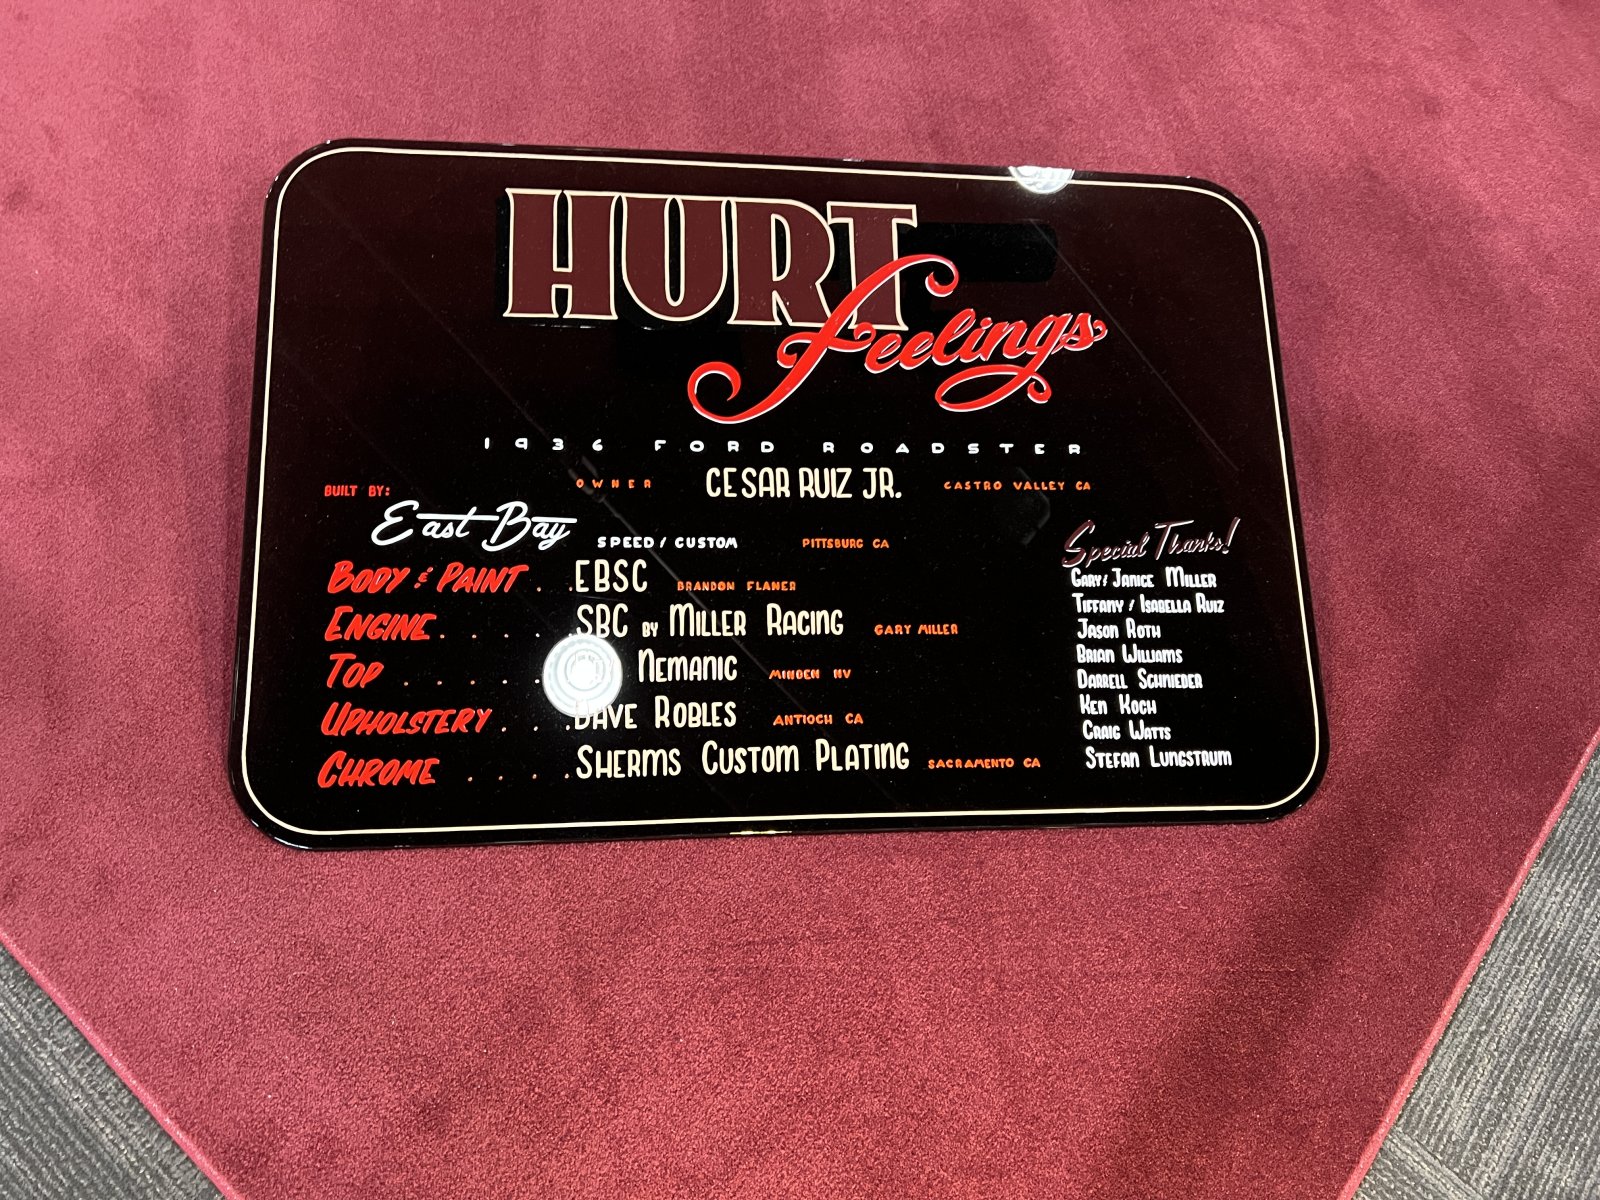 HURT
feelings
1936 FORD ROADSTER
OWNER CESAR RUIZ JR. CASTRO VALLEY CA
BUILT BY:
East Bay SPEED / CUSTOM PITTSBURG CA
BODY & PAINT . . EBSC BRANDON FLANER
ENGINE. . . . . .SBC BY MILLER RACING GARY MILLER
TOP . . . . . NEMANIC MINDEN NV
UPHOLSTERY . . . .DAVE ROBLES ANTIOCH CA
CHROME . . . .SHERMS CUSTOM PLATING SACRAMENTO CA
Special Thanks!
GARY & JANICE MILLER
TIFFANY / ISABELLA RUIZ
JASON ROTH
BRIAN WILLIAMS
DARRELL SCHNIEDER
KEN KOCH
CRAIG WATTS
STEFAN LUNGSTRUM